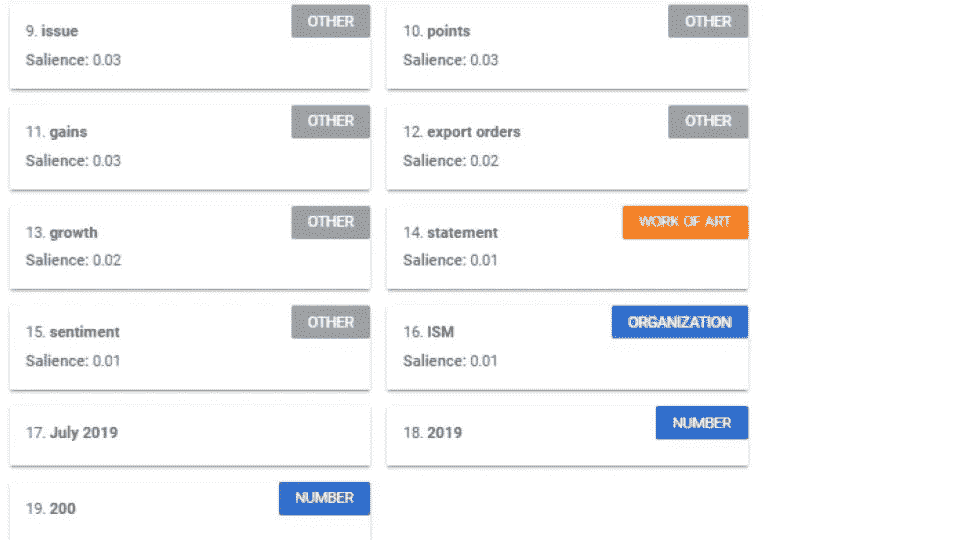 9. issue
OTHER
Salience: 0.03
10. points
OTHER
Salience: 0.03
11. gains
OTHER
Salience: 0.03
12. export orders
OTHER
Salience: 0.02
13. growth
OTHER
Salience: 0.02
14. statement
WORK OF ART
Salience: 0.01
15. sentiment
OTHER
Salience: 0.01
16. ISM
ORGANIZATION
Salience: 0.01
17. July 2019
18. 2019
NUMBER
19. 200
NUMBER